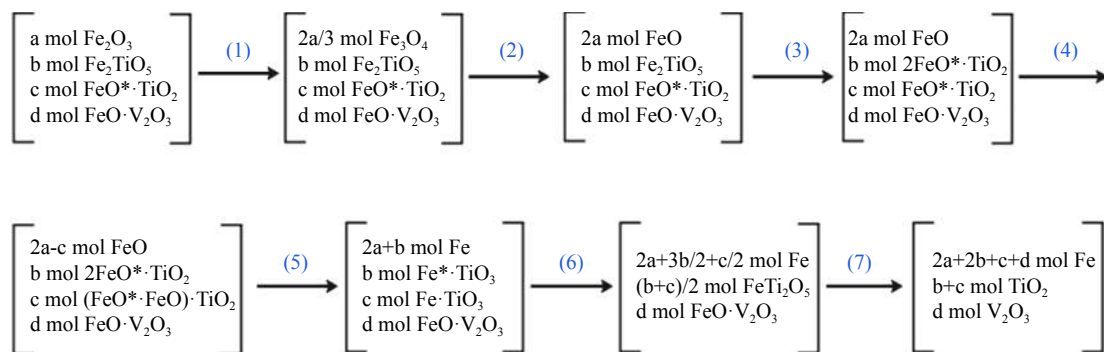 a mol Fe₂O₃
b mol Fe₂TiO₅
c mol FeO*·TiO₂
d mol FeO·V₂O₃
(1)
2a/3 mol Fe₃O₄
b mol Fe₂TiO₅
c mol FeO*·TiO₂
d mol FeO·V₂O₃
(2)
2a mol FeO
b mol Fe₂TiO₅
c mol FeO*·TiO₂
d mol FeO·V₂O₃
(3)
2a mol FeO
b mol 2FeO*·TiO₂
c mol FeO*·TiO₂
d mol FeO·V₂O₃
(4)
2a-c mol FeO
b mol 2FeO*·TiO₂
c mol (FeO*·FeO)·TiO₂
d mol FeO·V₂O₃
(5)
2a+b mol Fe
b mol Fe*·TiO₃
c mol Fe·TiO₃
d mol FeO·V₂O₃
(6)
2a+3b/2+c/2 mol Fe
(b+c)/2 mol FeTi₂O₅
d mol FeO·V₂O₃
(7)
2a+2b+c+d mol Fe
b+c mol TiO₂
d mol V₂O₃